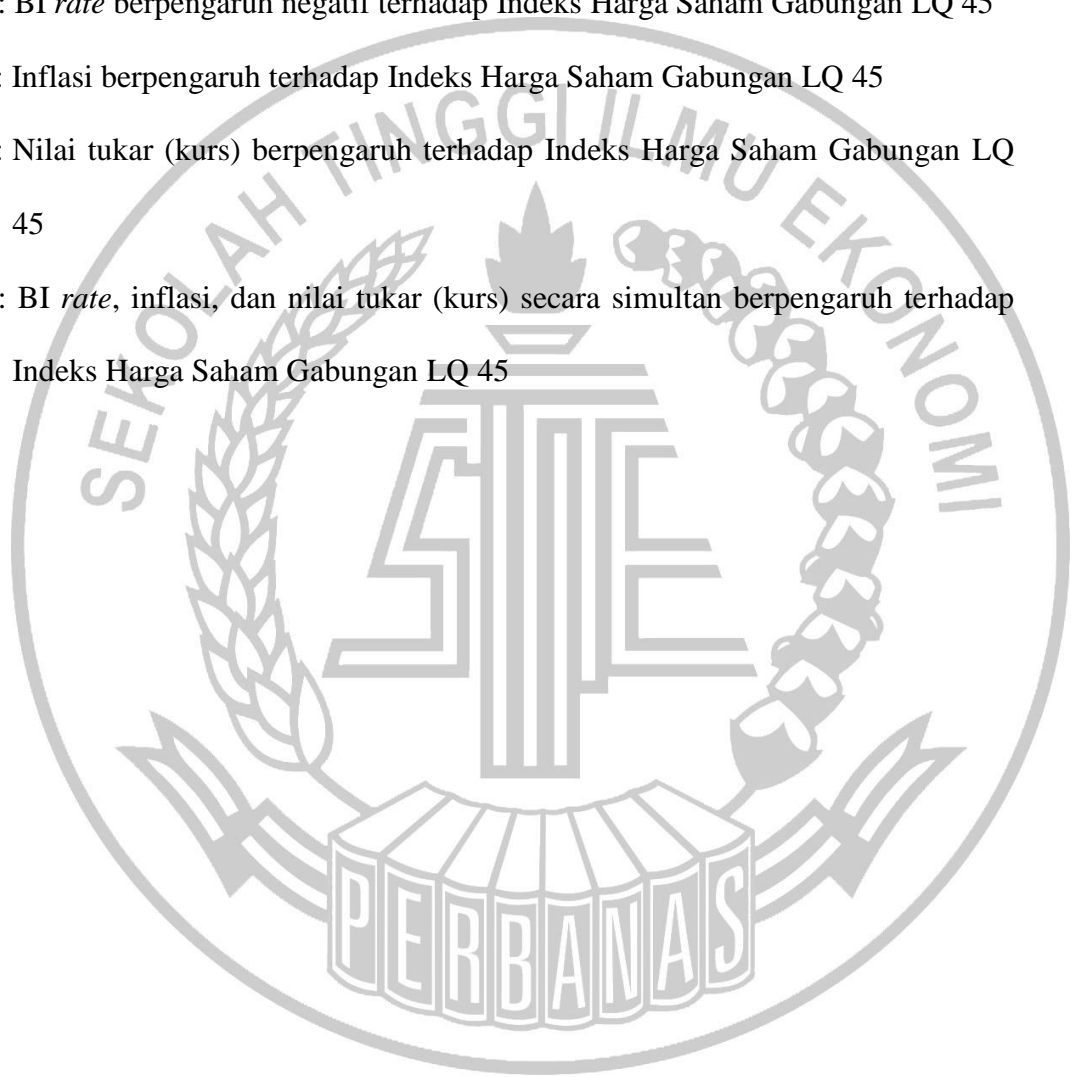 : BI rate berpengaruh negatif terhadap Indeks Harga Saham Gabungan LQ 45
: Inflasi berpengaruh terhadap Indeks Harga Saham Gabungan LQ 45
: Nilai tukar (kurs) berpengaruh terhadap Indeks Harga Saham Gabungan LQ
45
: BI rate, inflasi, dan nilai tukar (kurs) secara simultan berpengaruh terhadap
Indeks Harga Saham Gabungan LQ 45
SEKOLAH TINGGI ILMU EKONOMI
STIE
PERBANAS